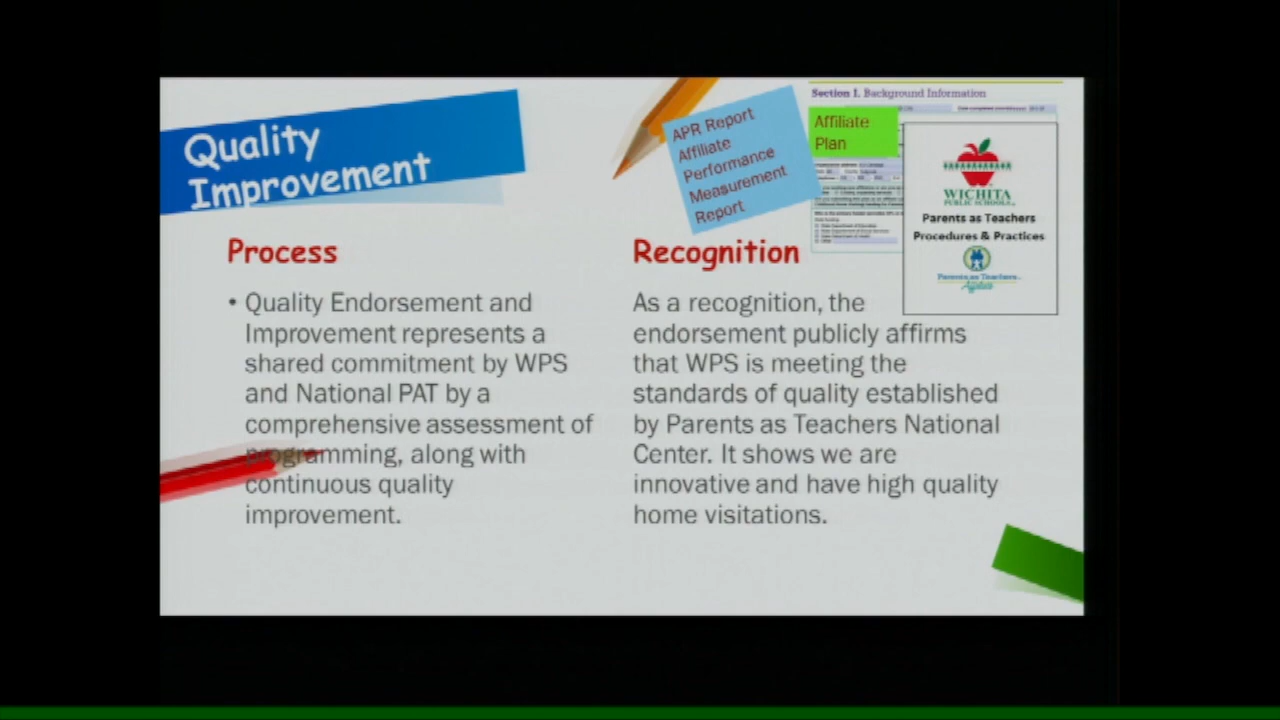 Quality
Improvement
APR Report
Affiliate
Performance
Measurement
Report
Section I. Background Information
Affiliate
Plan
WICHITA
PUBLIC SCHOOLS
Parents as Teachers
Procedures & Practices
Parents as Teachers
Affiliate
Process
• Quality Endorsement and
Improvement represents a
shared commitment by WPS
and National PAT by a
comprehensive assessment of
programming, along with
continuous quality
improvement.
Recognition
As a recognition, the
endorsement publicly affirms
that WPS is meeting the
standards of quality established
by Parents as Teachers National
Center. It shows we are
innovative and have high quality
home visitations.